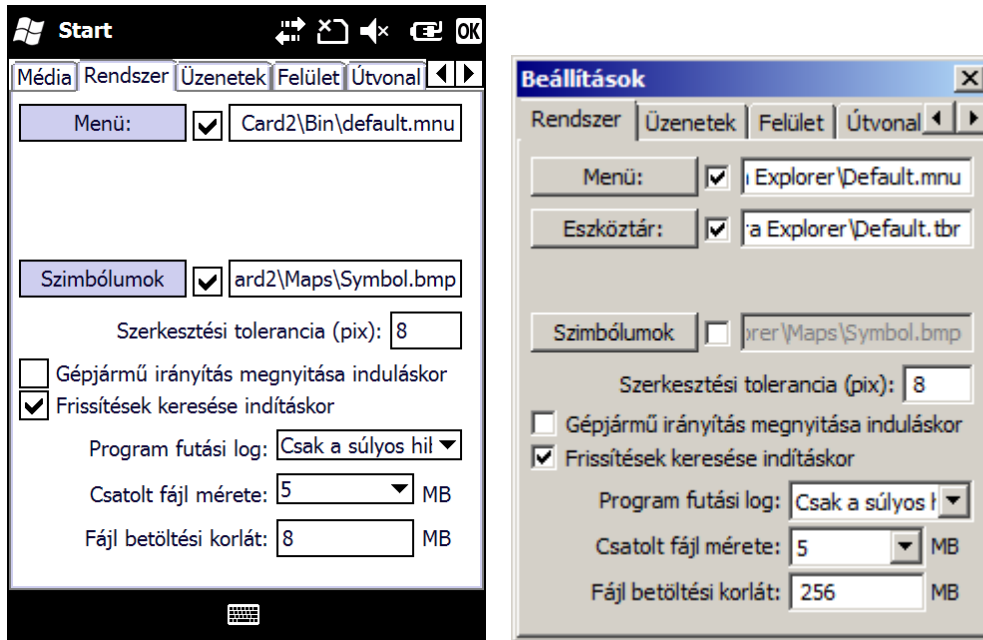 Start
OK
Média Rendszer Üzenetek Felület Útvonal
Menü: Card2\Bin\default.mnu
Szimbólumok ard2\Maps\Symbol.bmp
Szerkesztési tolerancia (pix): 8
Gépjármű irányítás megnyitása induláskor
Frissítések keresése indításkor
Program futási log: Csak a súlyos hil
Csatolt fájl mérete: 5 MB
Fájl betöltési korlát: 8 MB
Beállítások
Rendszer Üzenetek Felület Útvonal
Menü: Explorer\Default.mnu
Eszköztár: a Explorer\Default.tbr
Szimbólumok rer\Maps\Symbol.bmp
Szerkesztési tolerancia (pix): 8
Gépjármű irányítás megnyitása induláskor
Frissítések keresése indításkor
Program futási log: Csak a súlyos h
Csatolt fájl mérete: 5 MB
Fájl betöltési korlát: 256 MB